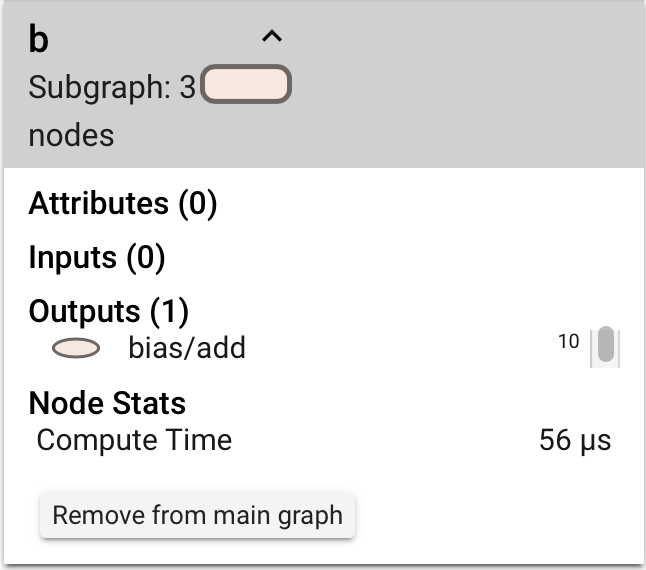 b
Subgraph: 3
nodes
Attributes (0)
Inputs (0)
Outputs (1)
bias/add 10
Node Stats
Compute Time 56 μs
Remove from main graph